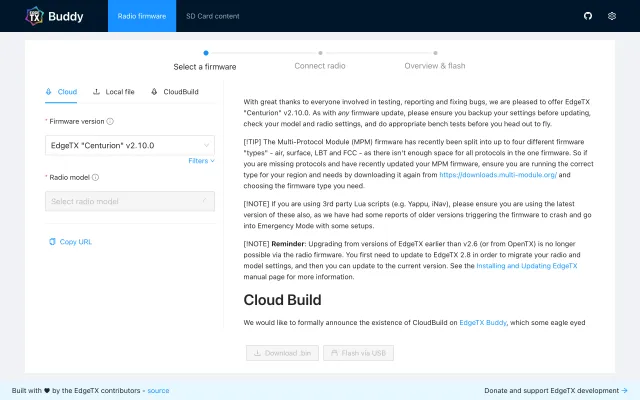 EDGE TX Buddy
Radio firmware
SD Card content
Select a firmware
Connect radio
Overview & flash
Cloud
Local file
CloudBuild
* Firmware version
EdgeTX "Centurion" v2.10.0
Filters
* Radio model
Select radio model
Copy URL
With great thanks to everyone involved in testing, reporting and fixing bugs, we are pleased to offer EdgeTX
"Centurion" v2.10.0. As with any firmware update, please ensure you backup your settings before updating,
check your model and radio settings, and do appropriate bench tests before you head out to fly.
[!TIP] The Multi-Protocol Module (MPM) firmware has recently been split into up to four different firmware
"types" - air, surface, LBT and FCC - as there isn't enough space for all protocols in the one firmware. So if
you are missing protocols and have recently updated your MPM firmware, ensure you are running the correct
type for your region and needs by downloading it again from https://downloads.multi-module.org/ and
choosing the firmware type you need.
[!NOTE] If you are using 3rd party Lua scripts (e.g. Yappu, iNav), please ensure you are using the latest
version of these also, as we have had some reports of older versions triggering the firmware to crash and go
into Emergency Mode with some setups.
[!NOTE] Reminder: Upgrading from versions of EdgeTX earlier than v2.6 (or from OpenTX) is no longer
possible via the radio firmware. You first need to update to EdgeTX 2.8 in order to migrate your radio and
model settings, and then you can update to the current version. See the Installing and Updating EdgeTX
manual page for more information.
Cloud Build
We would like to formally announce the existence of CloudBuild on EdgeTX Buddy, which some eagle eyed
Download .bin
Flash via USB
Built with ♥ by the EdgeTX contributors • source
Donate and support EdgeTX development →